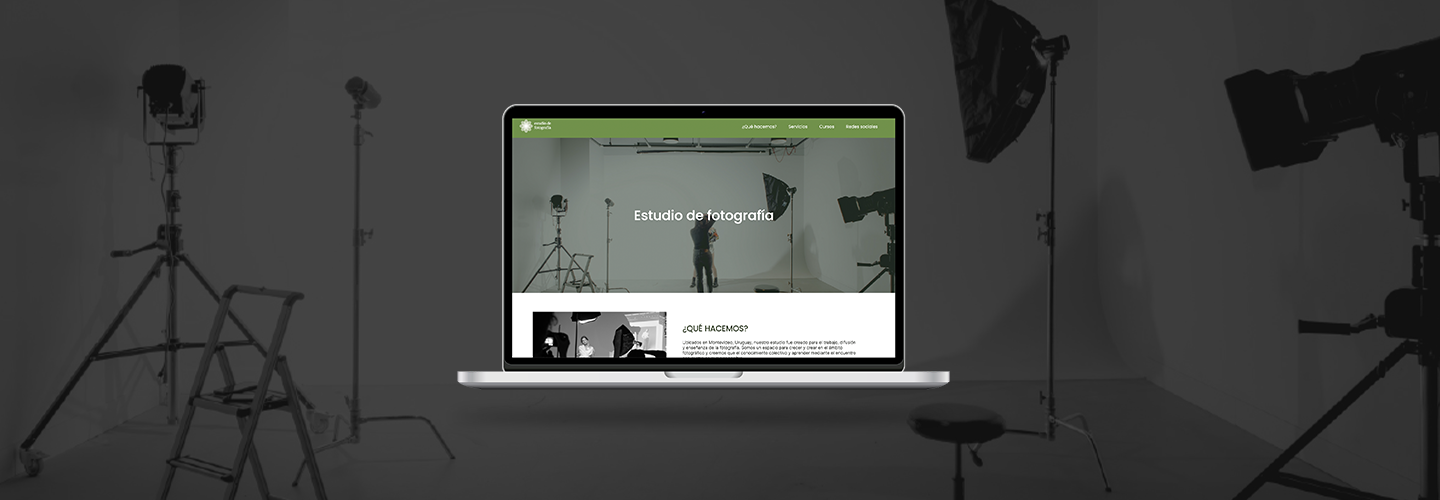 estudio de
fotografía
¿Qué hacemos?
Servicios
Cursos
Redes sociales
Estudio de fotografía
¿QUÉ HACEMOS?
Ubicados en Montevideo, Uruguay, nuestro estudio fue creado para el trabajo, difusión
y enseñanza de la fotografía. Somos un espacio para crecer y crear en el ámbito
fotográfico y creemos que el conocimiento colectivo y aprender mediante el encuentro